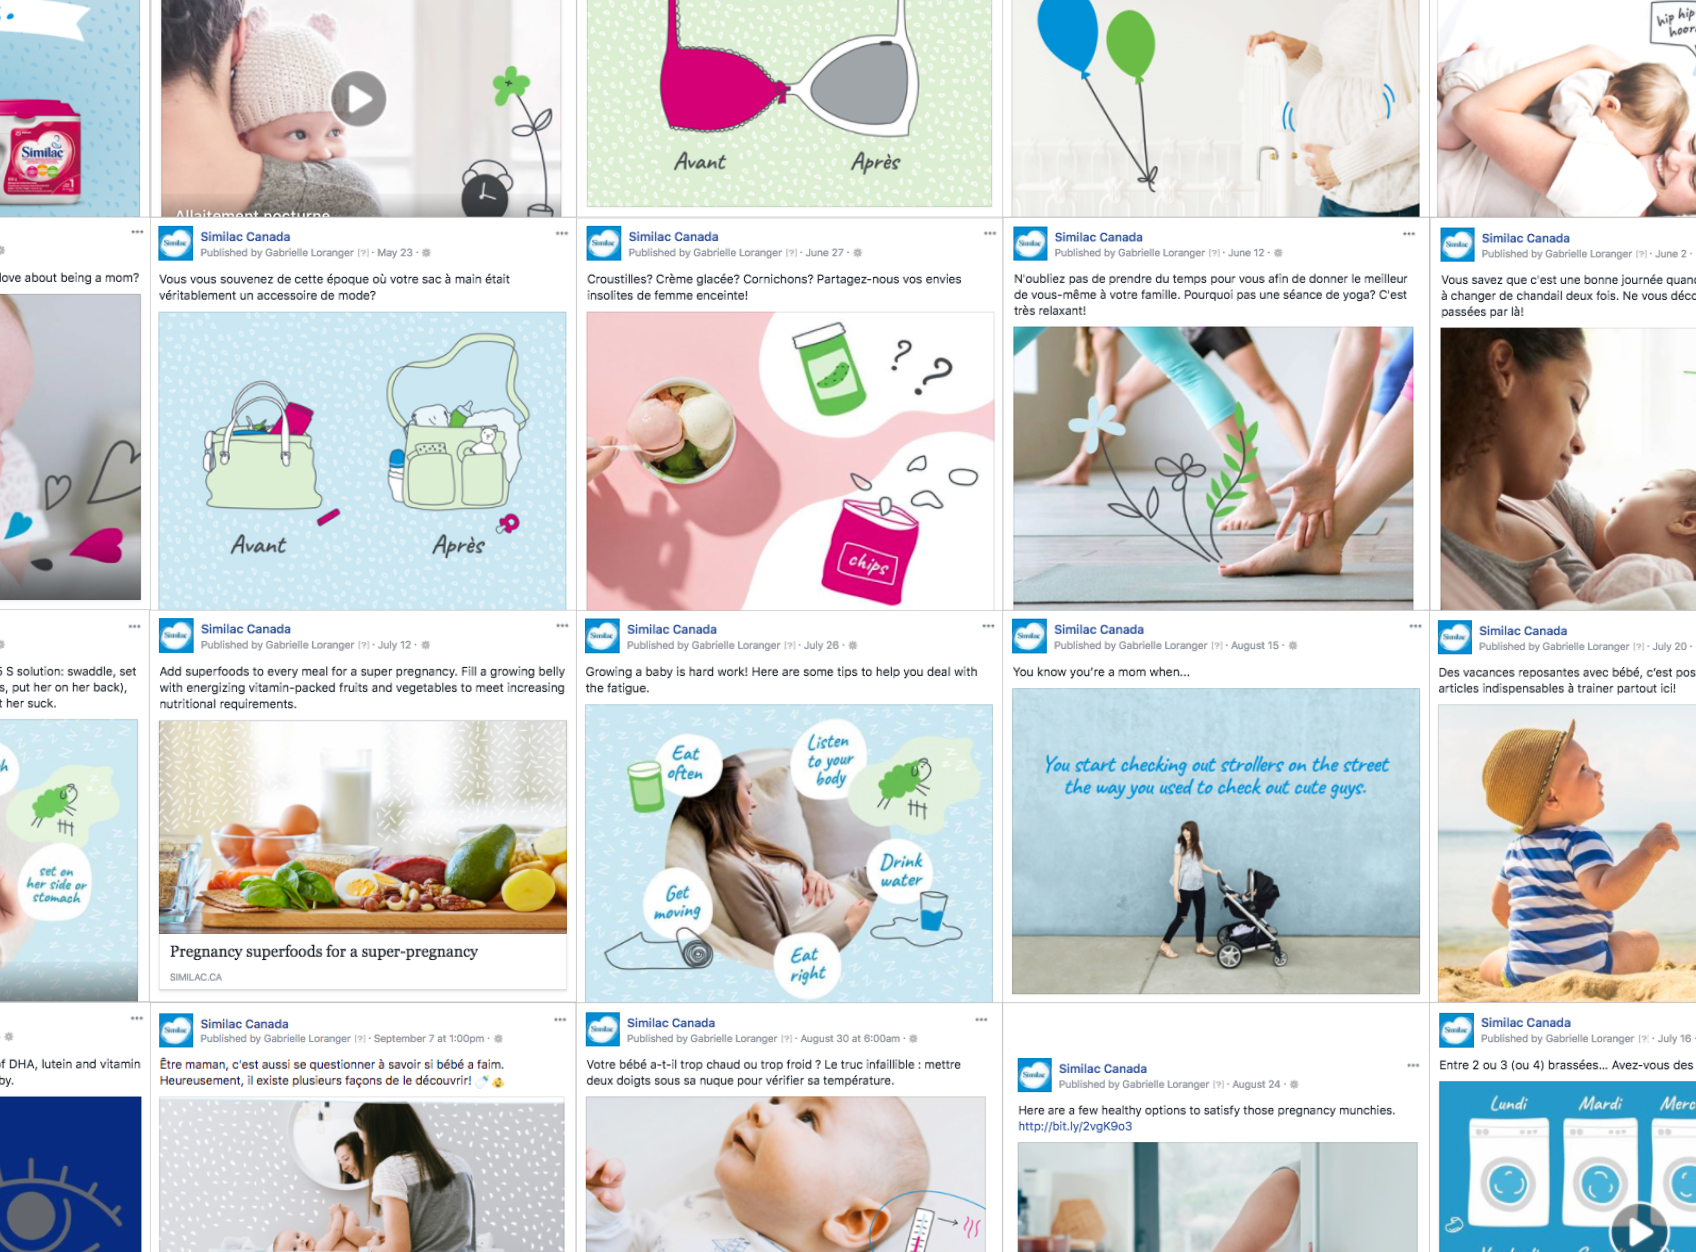 Similac
Allaitement nocturne
Avant
Après
hip hip
love about being a mom?
Similac Canada
Published by Gabrielle Loranger [?] · May 23 ·
Vous vous souvenez de cette époque où votre sac à main était
véritablement un accessoire de mode?
Avant
Après
Similac Canada
Published by Gabrielle Loranger [?] · June 27 ·
Croustilles? Crème glacée? Cornichons? Partagez-nous vos envies
insolites de femme enceinte!
??
chips
Similac Canada
Published by Gabrielle Loranger [?] · June 12 ·
N'oubliez pas de prendre du temps pour vous afin de donner le meilleur
de vous-même à votre famille. Pourquoi pas une séance de yoga? C'est
très relaxant!
Similac Canada
Published by Gabrielle Loranger [?] · June 2 ·
Vous savez que c'est une bonne journée quand
à changer de chandail deux fois. Ne vous déco
passées par là!
5 S solution: swaddle, set
s, put her on her back),
t her suck.
set on
her side or
stomach
Similac Canada
Published by Gabrielle Loranger [?] · July 12 ·
Add superfoods to every meal for a super pregnancy. Fill a growing belly
with energizing vitamin-packed fruits and vegetables to meet increasing
nutritional requirements.
Pregnancy superfoods for a super-pregnancy
SIMILAC.CA
Similac Canada
Published by Gabrielle Loranger [?] · July 26 ·
Growing a baby is hard work! Here are some tips to help you deal with
the fatigue.
Eat
often
Listen
to your
body
Drink
water
Get
moving
Eat
right
Similac Canada
Published by Gabrielle Loranger [?] · August 15 ·
You know you're a mom when...
You start checking out strollers on the street
the way you used to check out cute guys.
Similac Canada
Published by Gabrielle Loranger [?] · July 20 ·
Des vacances reposantes avec bébé, c'est pos
articles indispensables à trainer partout ici!
of DHA, lutein and vitamin
by.
Similac Canada
Published by Gabrielle Loranger [?] · September 7 at 1:00pm ·
Être maman, c'est aussi se questionner à savoir si bébé a faim.
Heureusement, il existe plusieurs façons de le découvrir!
Similac Canada
Published by Gabrielle Loranger [?] · August 30 at 6:00am ·
Votre bébé a-t-il trop chaud ou trop froid ? Le truc infaillible : mettre
deux doigts sous sa nuque pour vérifier sa température.
Similac Canada
Published by Gabrielle Loranger [?] · August 24 ·
Here are a few healthy options to satisfy those pregnancy munchies.
http://bit.ly/2vgK9o3
Similac Canada
Published by Gabrielle Loranger [?] · July 16 ·
Entre 2 ou 3 (ou 4) brassées... Avez-vous des
Lundi
Mardi
Merc